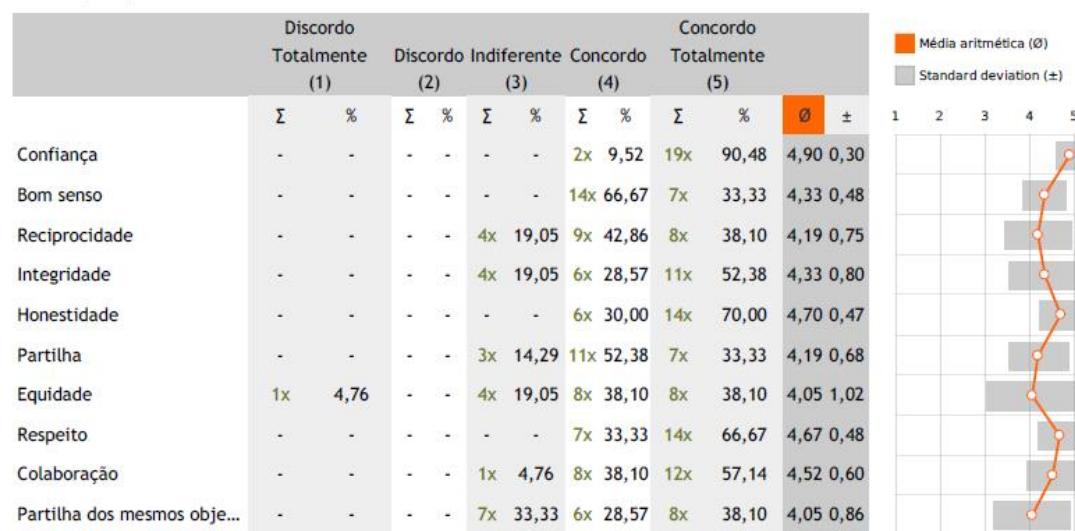 Discordo Concordo
Totalmente Discordo Indiferente Concordo Totalmente
(1) (2) (3) (4) (5)
Média aritmética (Ø)
Standard deviation (±)
Σ % Σ % Σ % Σ % Σ % Ø ±
1 2 3 4 5
Confiança - - - - - - 2x 9,52 19x 90,48 4,90 0,30
Bom senso - - - - - - 14x 66,67 7x 33,33 4,33 0,48
Reciprocidade - - - - 4x 19,05 9x 42,86 8x 38,10 4,19 0,75
Integridade - - - - 4x 19,05 6x 28,57 11x 52,38 4,33 0,80
Honestidade - - - - - - 6x 30,00 14x 70,00 4,70 0,47
Partilha - - - - 3x 14,29 11x 52,38 7x 33,33 4,19 0,68
Equidade 1x 4,76 - - 4x 19,05 8x 38,10 8x 38,10 4,05 1,02
Respeito - - - - - - 7x 33,33 14x 66,67 4,67 0,48
Colaboração - - - - 1x 4,76 8x 38,10 12x 57,14 4,52 0,60
Partilha dos mesmos obje... - - - - 7x 33,33 6x 28,57 8x 38,10 4,05 0,86